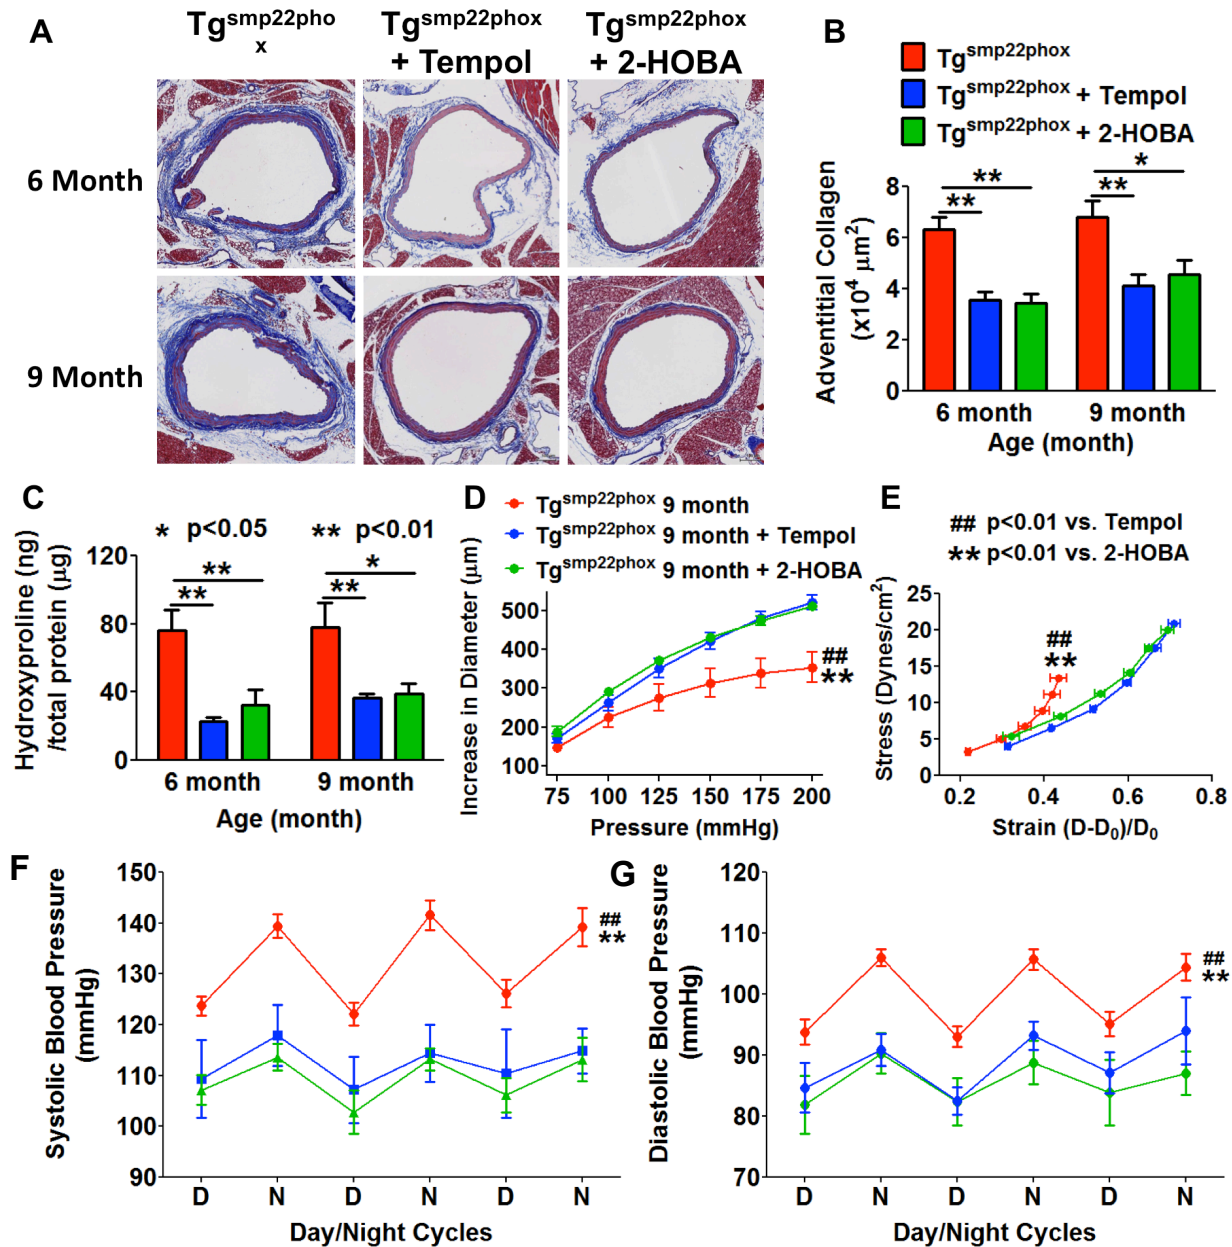 A
Tgsmp22pho
x
Tgsmp22phox
+ Tempol
Tgsmp22phox
+ 2-HOBA
6 Month
9 Month
B
Tgsmp22phox
Tgsmp22phox + Tempol
Tgsmp22phox + 2-HOBA
Adventitial Collagen
(x104 µm2)
8
6
4
2
0
**
**
*
**
6 month
9 month
Age (month)
C
* p<0.05
** p<0.01
Hydroxyproline (ng)
/total protein (µg)
120
80
40
0
**
**
*
**
6 month
9 month
Age (month)
D
Tgsmp22phox 9 month
Tgsmp22phox 9 month + Tempol
Tgsmp22phox 9 month + 2-HOBA
Increase in Diameter (µm)
500
400
300
200
100
##
**
75 100 125 150 175 200
Pressure (mmHg)
E
## p<0.01 vs. Tempol
** p<0.01 vs. 2-HOBA
Stress (Dynes/cm2)
25
20
15
10
5
0
##
**
0.2 0.4 0.6 0.8
Strain (D-D0)/D0
F
Systolic Blood Pressure
(mmHg)
150
140
130
120
110
100
90
##
**
D N D N D N
Day/Night Cycles
G
Diastolic Blood Pressure
(mmHg)
120
110
100
90
80
70
##
**
D N D N D N
Day/Night Cycles